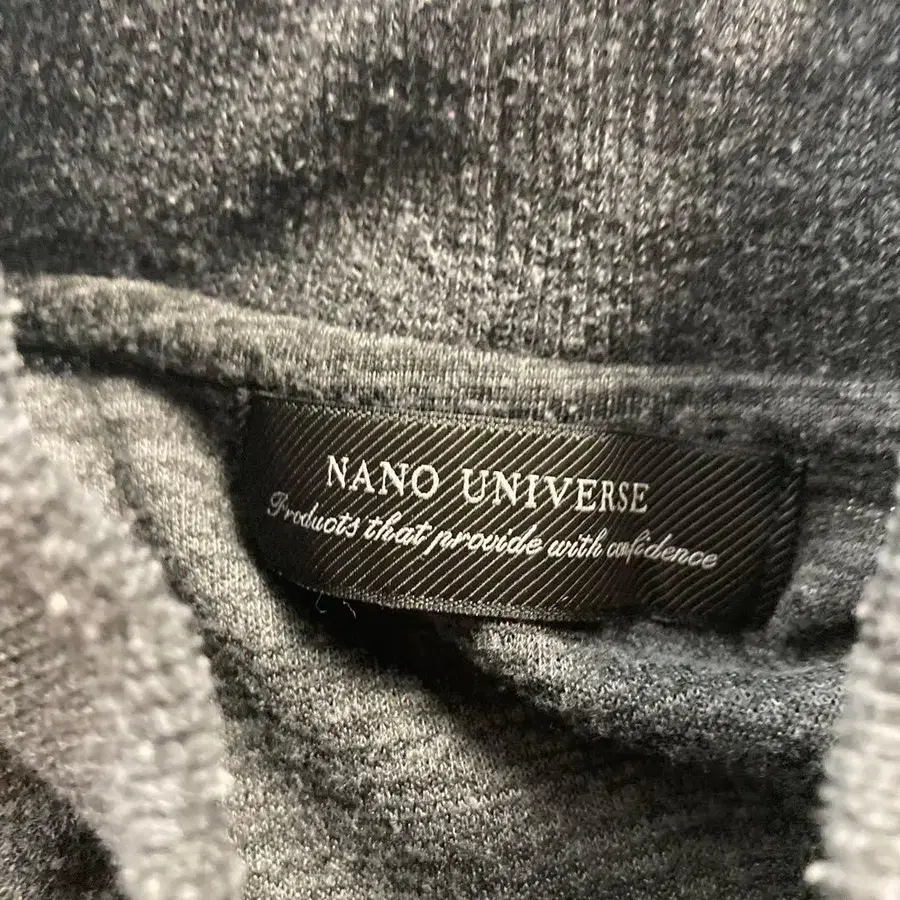 NANO UNIVERSE
Products that provide with confidence